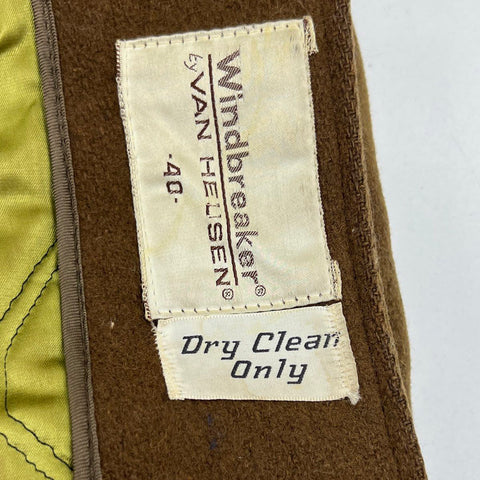 Windbreaker®
by VAN HEUSEN®
·40·
Dry Clean
Only